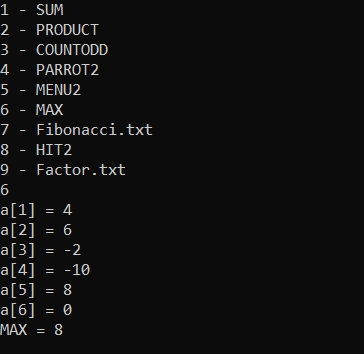 1 - SUM
2 - PRODUCT
3 - COUNTODD
4 - PARROT2
5 - MENU2
6 - MAX
7 - Fibonacci.txt
8 - HIT2
9 - Factor.txt
6
a[1] = 4
a[2] = 6
a[3] = -2
a[4] = -10
a[5] = 8
a[6] = 0
MAX = 8